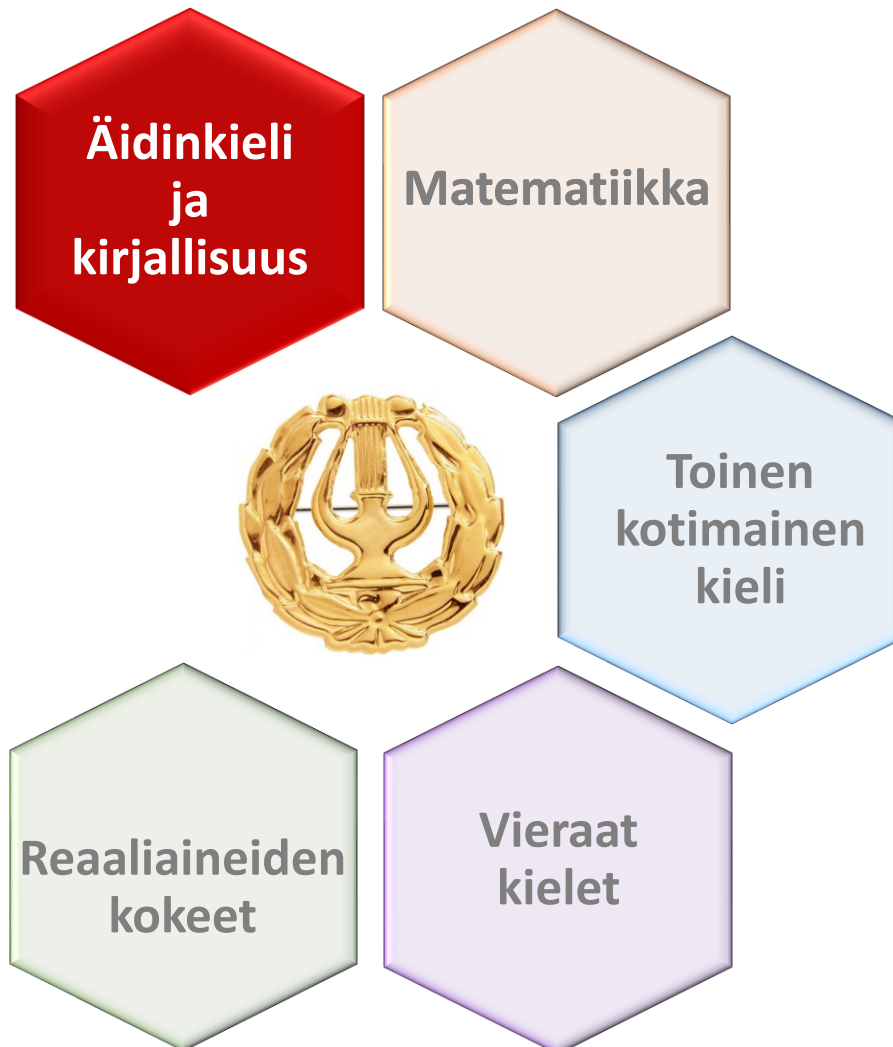 Äidinkieli
ja
kirjallisuus
Matematiikka
Toinen
kotimainen
kieli
Reaaliaineiden
kokeet
Vieraat
kielet